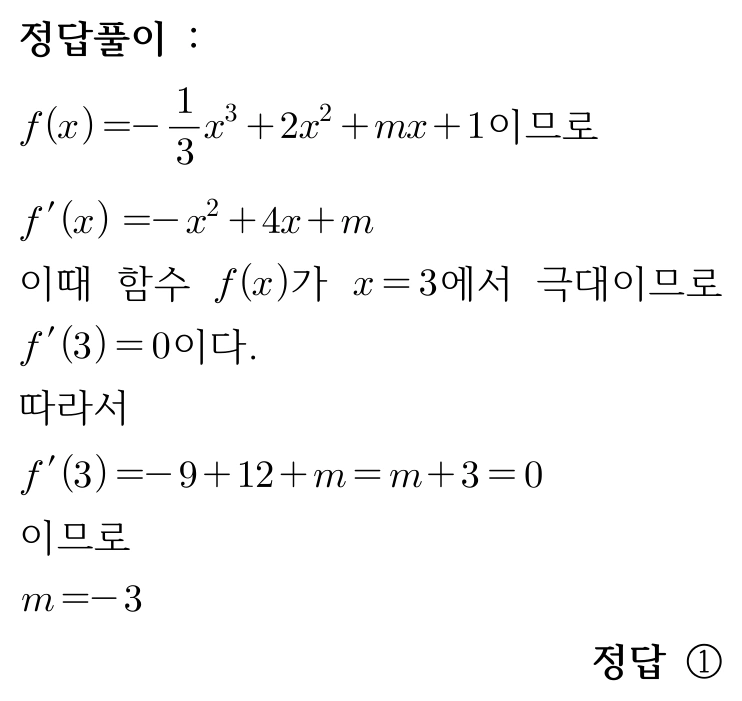 정답풀이 :
f(x)=-\frac{1}{3}x^3+2x^2+mx+1이므로
f'(x)=-x^2+4x+m
이때 함수 f(x)가 x=3에서 극대이므로
f'(3)=0이다.
따라서
f'(3)=-9+12+m=m+3=0
이므로
m=-3
정답 ①